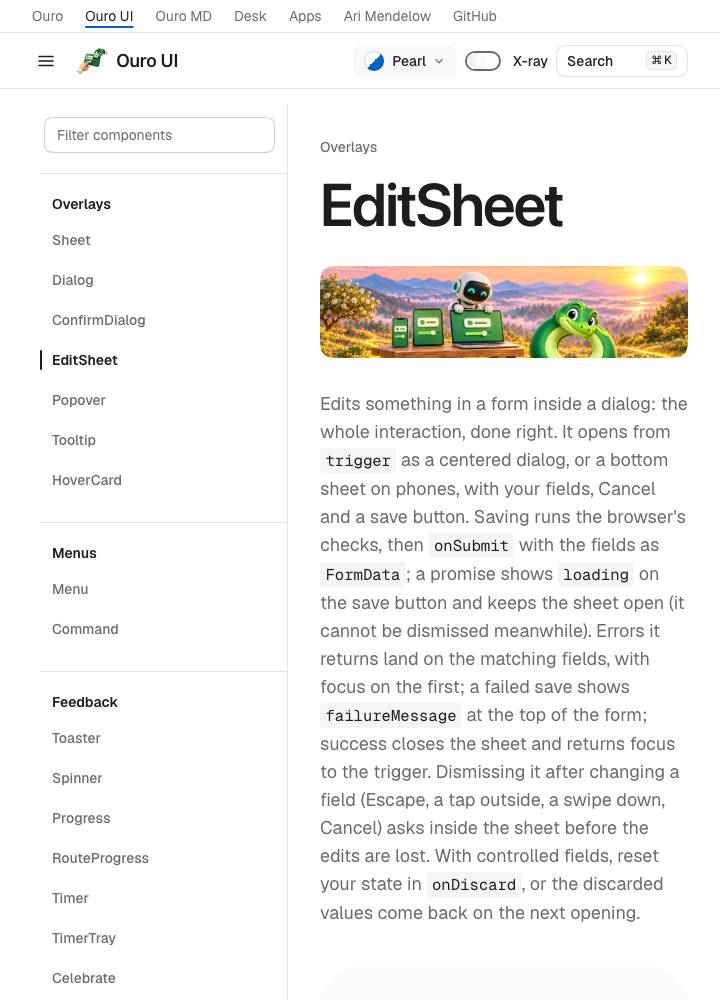 Ouro Ouro UI Ouro MD Desk Apps Ari Mendelow GitHub
Ouro UI Pearl X-ray Search ⌘ K
Filter components
Overlays
Sheet
Dialog
ConfirmDialog
EditSheet
Popover
Tooltip
HoverCard
Menus
Menu
Command
Feedback
Toaster
Spinner
Progress
RouteProgress
Timer
TimerTray
Celebrate
Overlays
EditSheet
Edits something in a form inside a dialog: the
whole interaction, done right. It opens from
trigger as a centered dialog, or a bottom
sheet on phones, with your fields, Cancel
and a save button. Saving runs the browser's
checks, then onSubmit with the fields as
FormData; a promise shows loading on
the save button and keeps the sheet open (it
cannot be dismissed meanwhile). Errors it
returns land on the matching fields, with
focus on the first; a failed save shows
failureMessage at the top of the form;
success closes the sheet and returns focus
to the trigger. Dismissing it after changing a
field (Escape, a tap outside, a swipe down,
Cancel) asks inside the sheet before the
edits are lost. With controlled fields, reset
your state in onDiscard, or the discarded
values come back on the next opening.